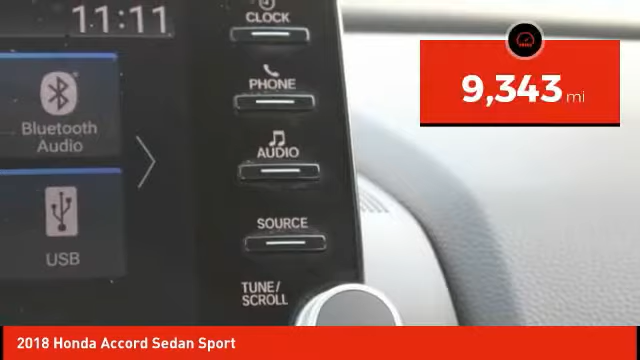 11:11
CLOCK
PHONE
Bluetooth
Audio
AUDIO
SOURCE
USB
TUNE/
SCROLL
9,343 mi
2018 Honda Accord Sedan Sport